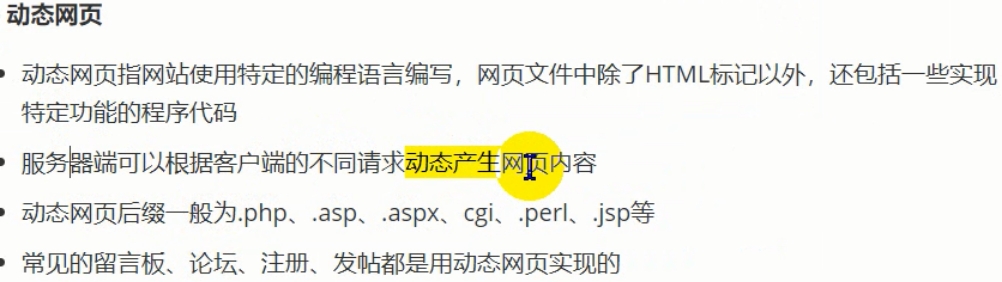 动态网页
动态网页指网站使用特定的编程语言编写，网页文件中除了HTML标记以外，还包括一些实现
特定功能的程序代码
服务器端可以根据客户端的不同请求动态产生网页内容
动态网页后缀一般为.php、.asp、.aspx、cgi、.perl、.jsp等
常见的留言板、论坛、注册、发帖都是用动态网页实现的